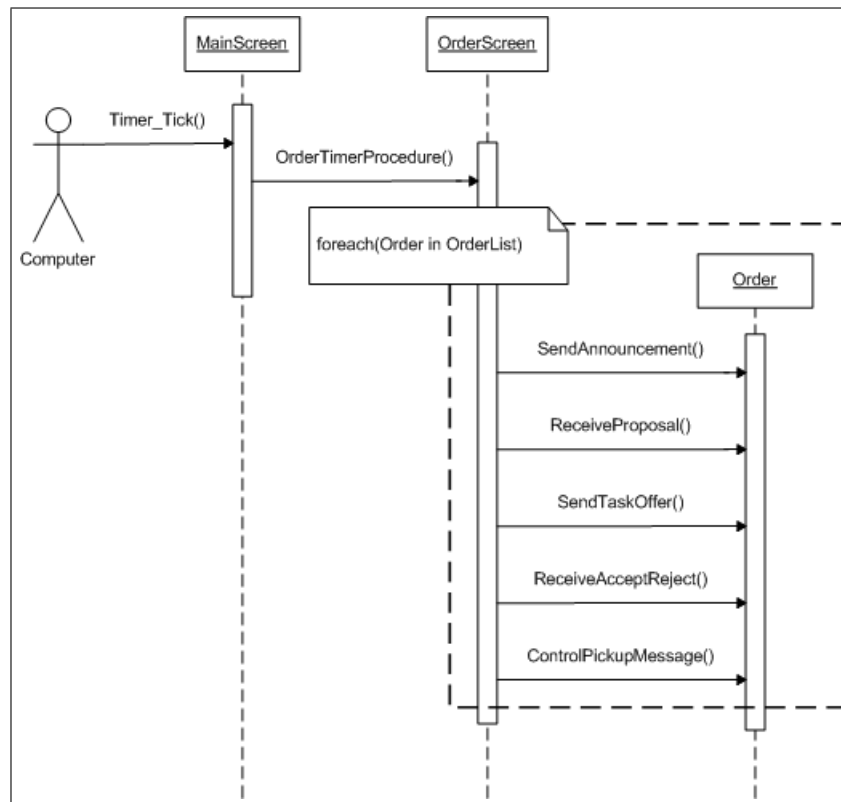 MainScreen
OrderScreen
Timer_Tick()
OrderTimerProcedure()
Computer
foreach(Order in OrderList)
Order
SendAnnouncement()
ReceiveProposal()
SendTaskOffer()
ReceiveAcceptReject()
ControlPickupMessage()